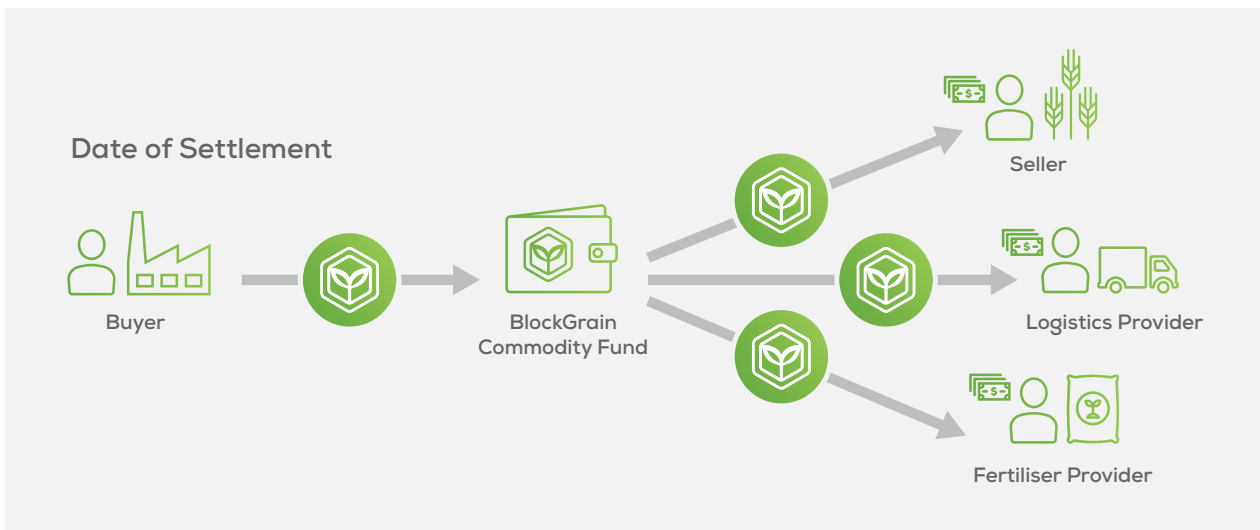 Date of Settlement
Buyer
BlockGrain
Commodity Fund
$
Seller
$
Logistics Provider
$
Fertiliser Provider